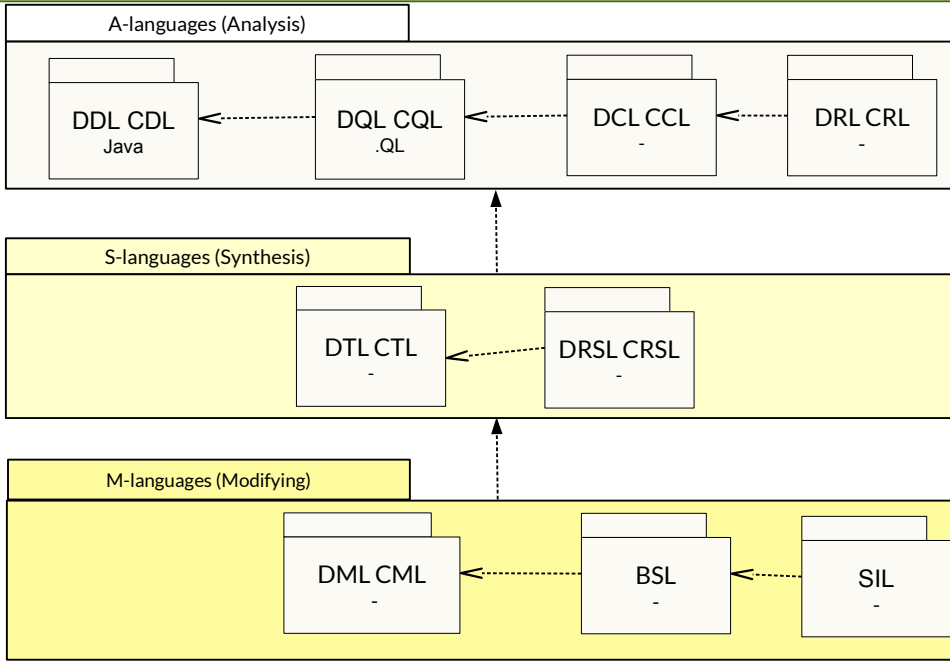 A-languages (Analysis)
DDL CDL
Java
DQL CQL
.QL
DCL CCL
-
DRL CRL
-
S-languages (Synthesis)
DTL CTL
-
DRSL CRSL
-
M-languages (Modifying)
DML CML
-
BSL
-
SIL
-